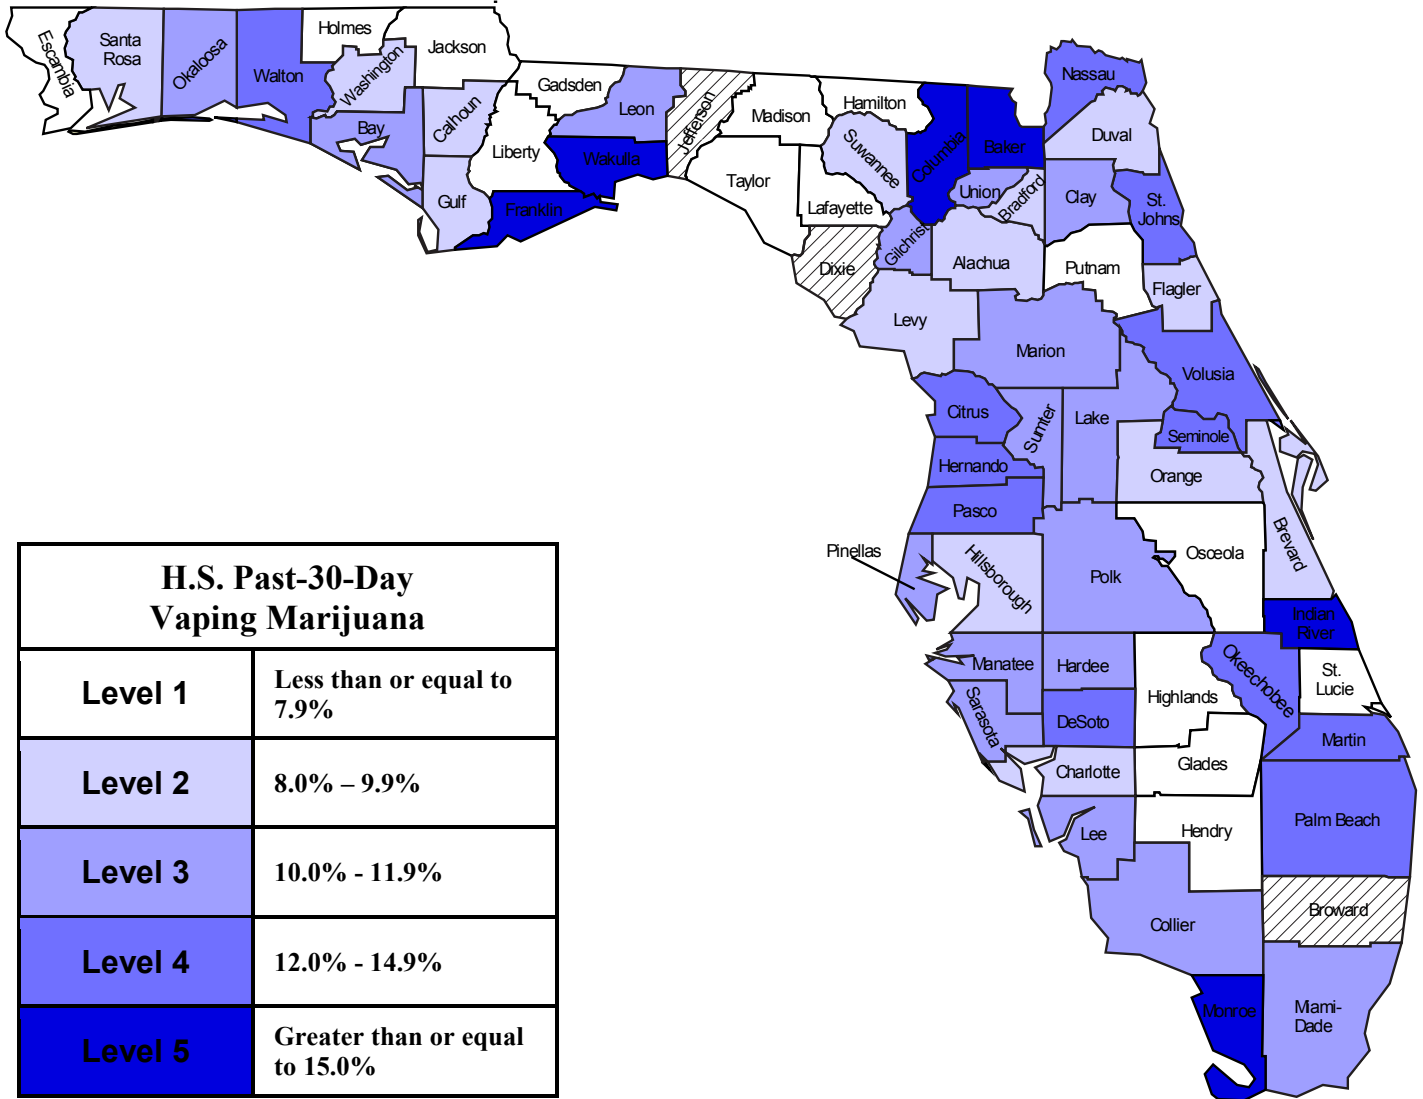 Escambia
Santa
Rosa
Okaloosa
Walton
Holmes
Washington
Jackson
Bay
Calhoun
Gulf
Gadsden
Liberty
Franklin
Leon
Wakulla
Jefferson
Madison
Taylor
Hamilton
Suwannee
Lafayette
Dixie
Columbia
Baker
Nassau
Duval
Union
Bradford
Clay
St.
Johns
Gilchrist
Alachua
Putnam
Flagler
Levy
Marion
Volusia
Citrus
Sumter
Lake
Seminole
Hernando
Orange
Pasco
Brevard
Pinellas
Hillsborough
Polk
Osceola
Indian
River
Manatee
Hardee
Okeechobee
St.
Lucie
Highlands
Sarasota
DeSoto
Martin
Charlotte
Glades
Lee
Hendry
Palm Beach
Collier
Broward
Monroe
Miami-
Dade
H.S. Past-30-Day
Vaping Marijuana
Level 1
Less than or equal to
7.9%
Level 2
8.0% – 9.9%
Level 3
10.0% - 11.9%
Level 4
12.0% - 14.9%
Level 5
Greater than or equal
to 15.0%